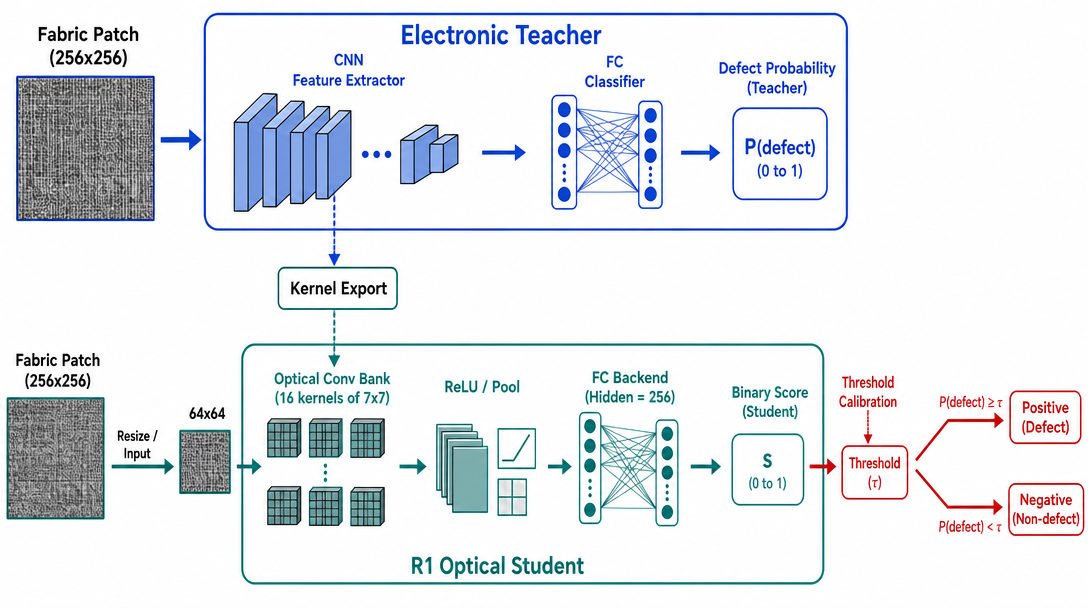 Fabric Patch
(256x256)
Electronic Teacher
CNN
Feature Extractor
FC
Classifier
Defect Probability
(Teacher)
P(defect)
(0 to 1)
Kernel Export
Fabric Patch
(256x256)
Resize /
Input
64x64
Optical Conv Bank
(16 kernels of 7x7)
ReLU / Pool
FC Backend
(Hidden = 256)
Binary Score
(Student)
S
(0 to 1)
R1 Optical Student
Threshold
Calibration
Threshold
(τ)
P(defect) ≥ τ
Positive
(Defect)
Negative
(Non-defect)
P(defect) < τ